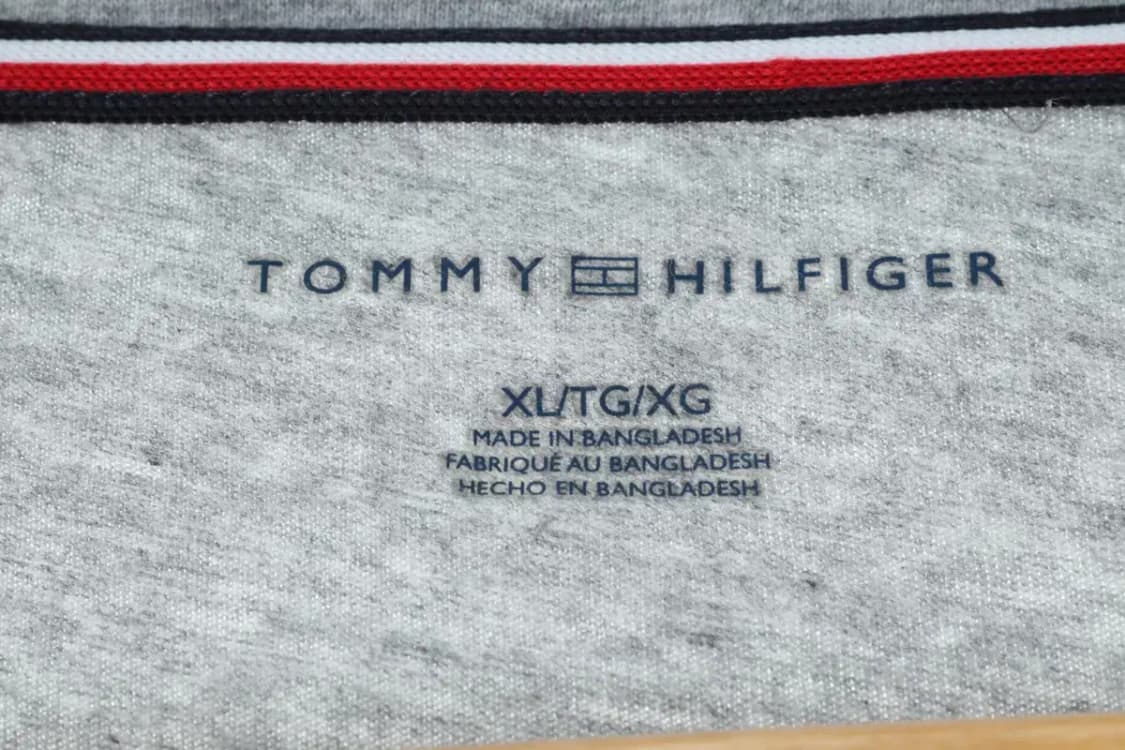 TOMMY HILFIGER
XL/TG/XG
MADE IN BANGLADESH
FABRIQUÉ AU BANGLADESH
HECHO EN BANGLADESH